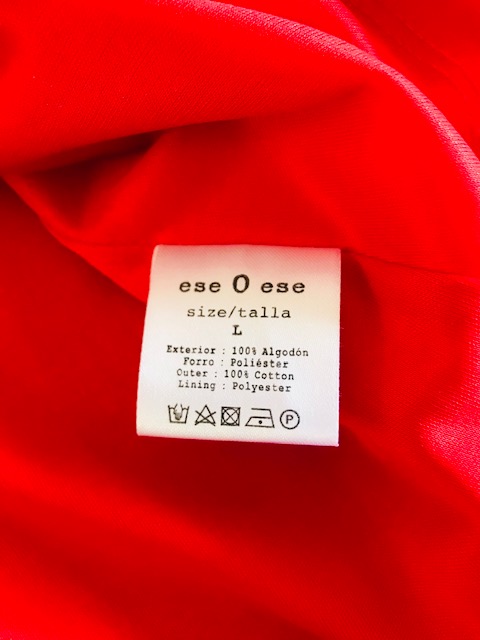 ese O ese
size/talla
L
Exterior : 100% Algodón
Forro : Poliéster
Outer : 100% Cotton
Lining : Polyester
P